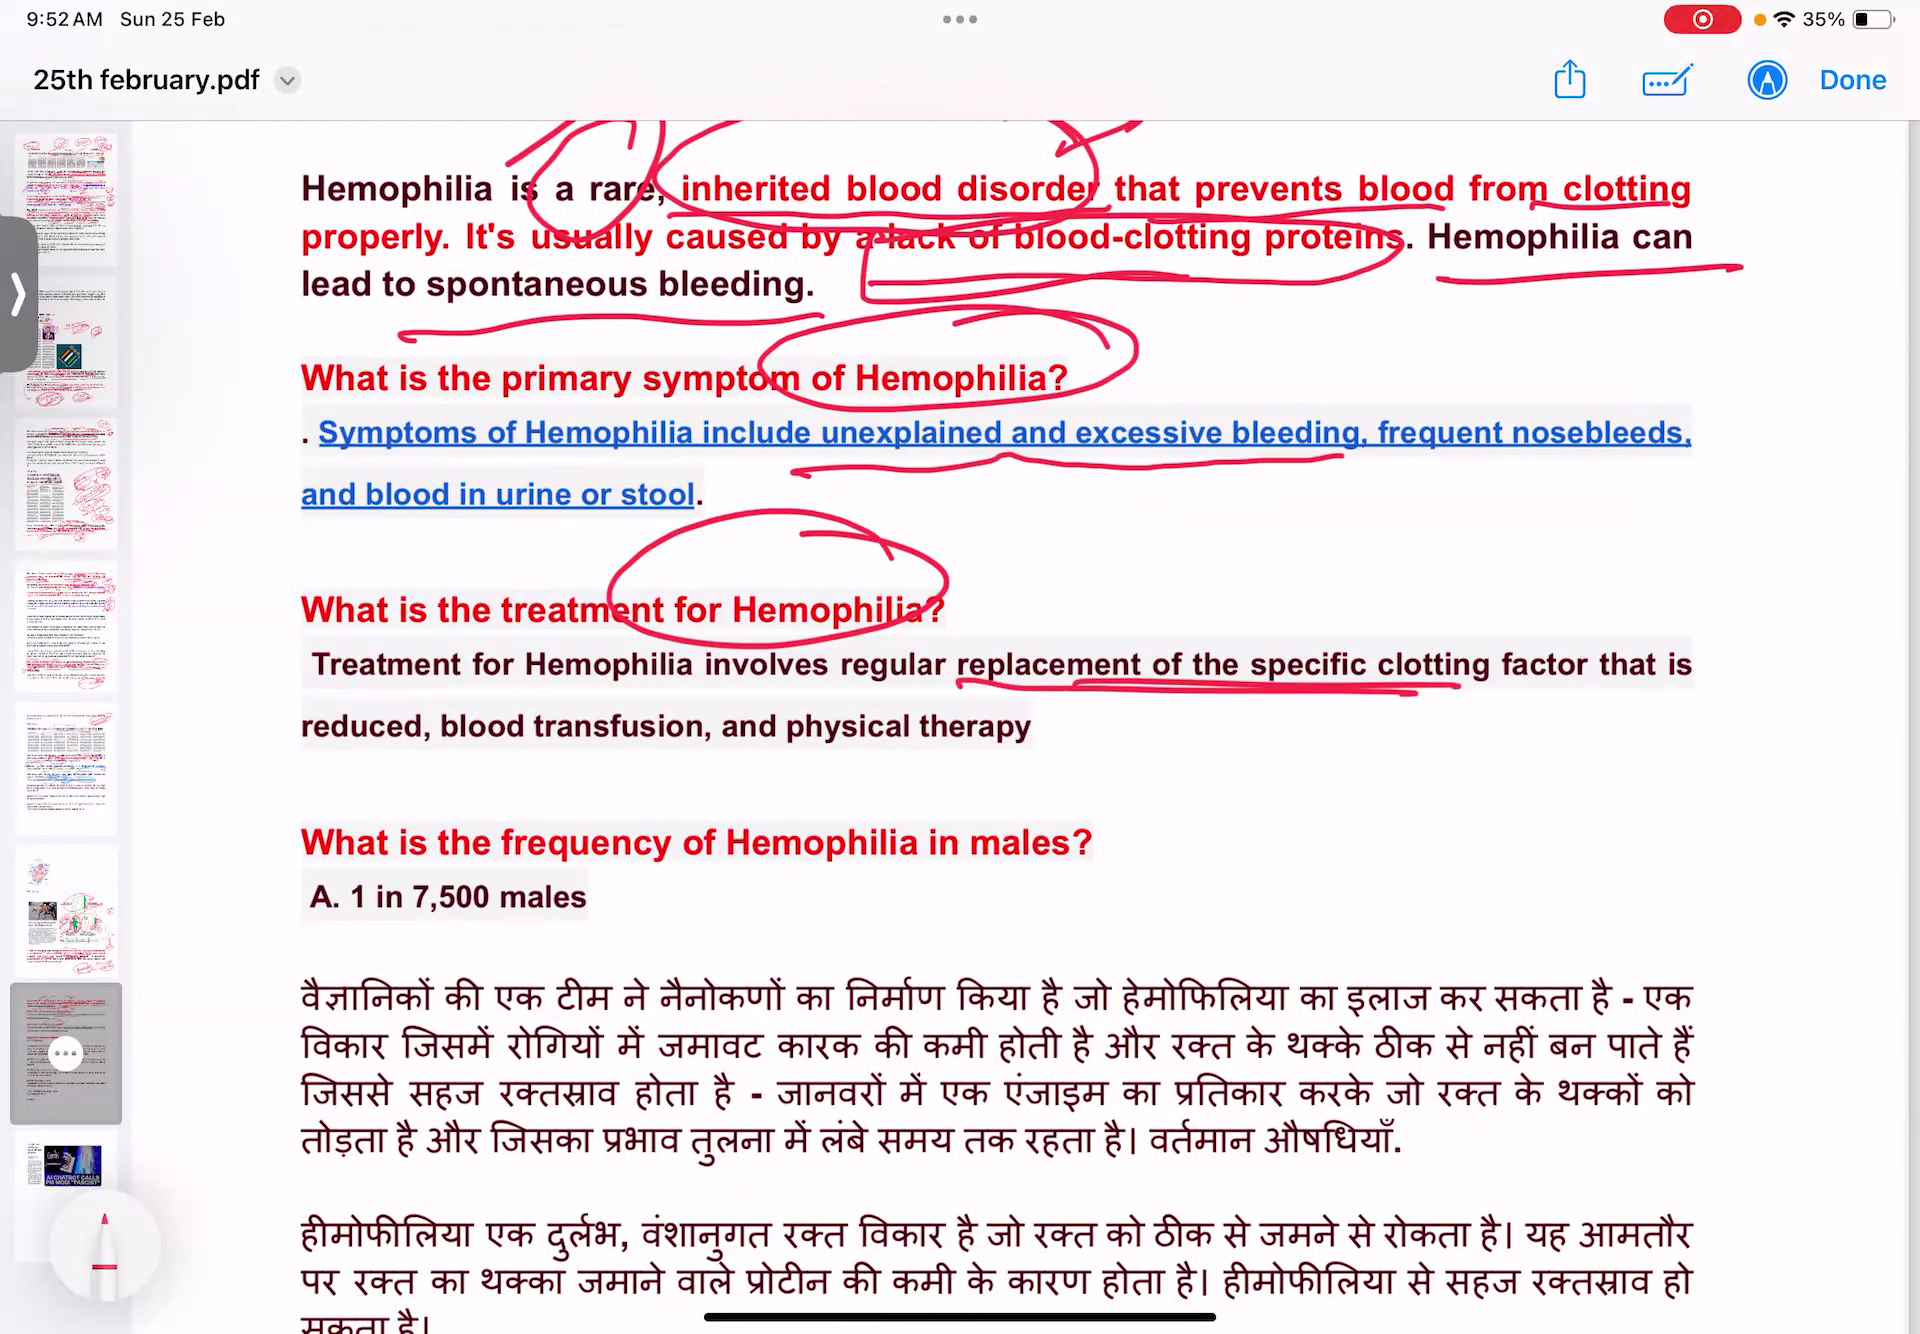 9:52 AM Sun 25 Feb
35%
25th february.pdf
Done
Hemophilia is a rare, inherited blood disorder that prevents blood from clotting
properly. It's usually caused by a lack of blood-clotting proteins. Hemophilia can
lead to spontaneous bleeding.
What is the primary symptom of Hemophilia?
. Symptoms of Hemophilia include unexplained and excessive bleeding, frequent nosebleeds,
and blood in urine or stool.
What is the treatment for Hemophilia?
Treatment for Hemophilia involves regular replacement of the specific clotting factor that is
reduced, blood transfusion, and physical therapy
What is the frequency of Hemophilia in males?
A. 1 in 7,500 males
वैज्ञानिकों की एक टीम ने नैनोकणों का निर्माण किया है जो हेमोफिलिया का इलाज कर सकता है - एक
विकार जिसमें रोगियों में जमावट कारक की कमी होती है और रक्त के थक्के ठीक से नहीं बन पाते हैं
जिससे सहज रक्तस्राव होता है - जानवरों में एक एंजाइम का प्रतिकार करके जो रक्त के थक्कों को
तोड़ता है और जिसका प्रभाव तुलना में लंबे समय तक रहता है। वर्तमान औषधियाँ.
हीमोफीलिया एक दुर्लभ, वंशानुगत रक्त विकार है जो रक्त को ठीक से जमने से रोकता है। यह आमतौर
पर रक्त का थक्का जमाने वाले प्रोटीन की कमी के कारण होता है। हीमोफीलिया से सहज रक्तस्राव हो
सकता है।
AI CHATBOT CALLS
PM MODI "FASCIST"